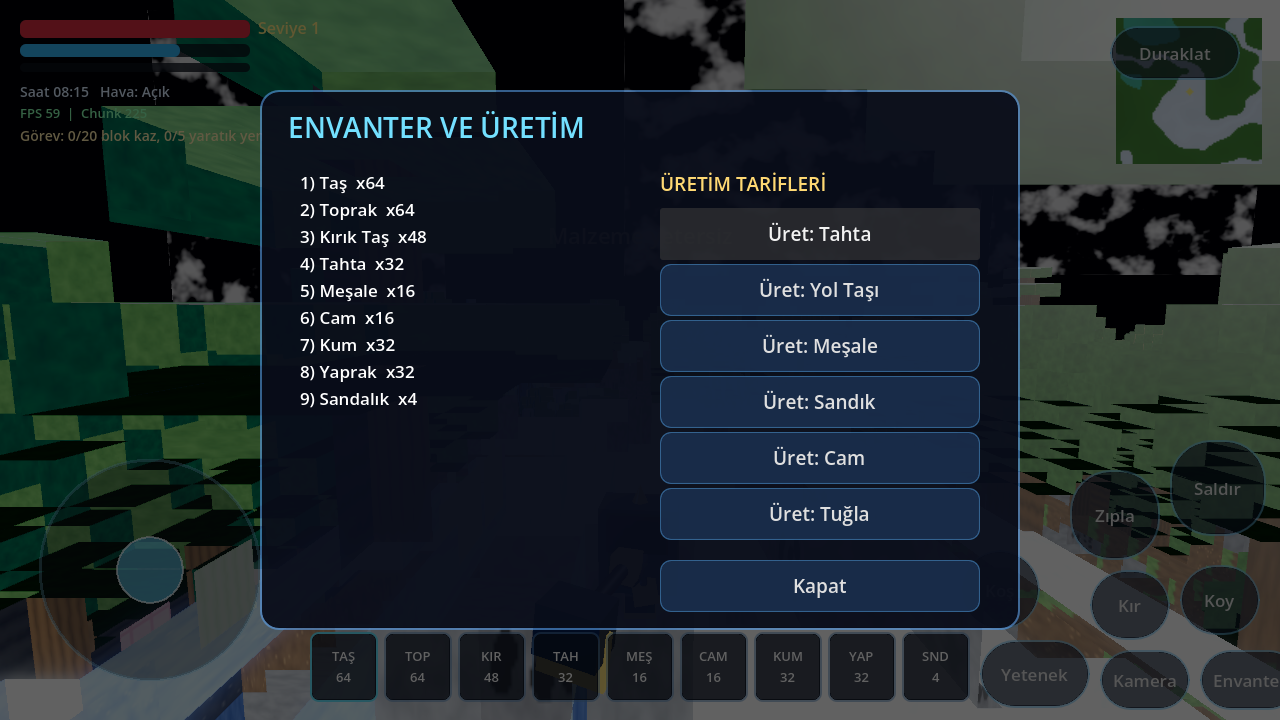 Seviye 1
Duraklat
Saat 08:15 Hava: Açık
FPS 59 | Chunk 225
Görev: 0/20 blok kaz, 0/5 yaratık yen
ENVANTER VE ÜRETİM
1) Taş x64
2) Toprak x64
3) Kırık Taş x48
4) Tahta x32
5) Meşale x16
6) Cam x16
7) Kum x32
8) Yaprak x32
9) Sandalık x4
ÜRETİM TARİFLERİ
Üret: Tahta
Üret: Yol Taşı
Üret: Meşale
Üret: Sandık
Üret: Cam
Üret: Tuğla
Kapat
Saldır
Zıpla
Kır
Koy
TAŞ
64
TOP
64
KIR
48
TAH
32
MEŞ
16
CAM
16
KUM
32
YAP
32
SND
4
Yetenek
Kamera
Envante